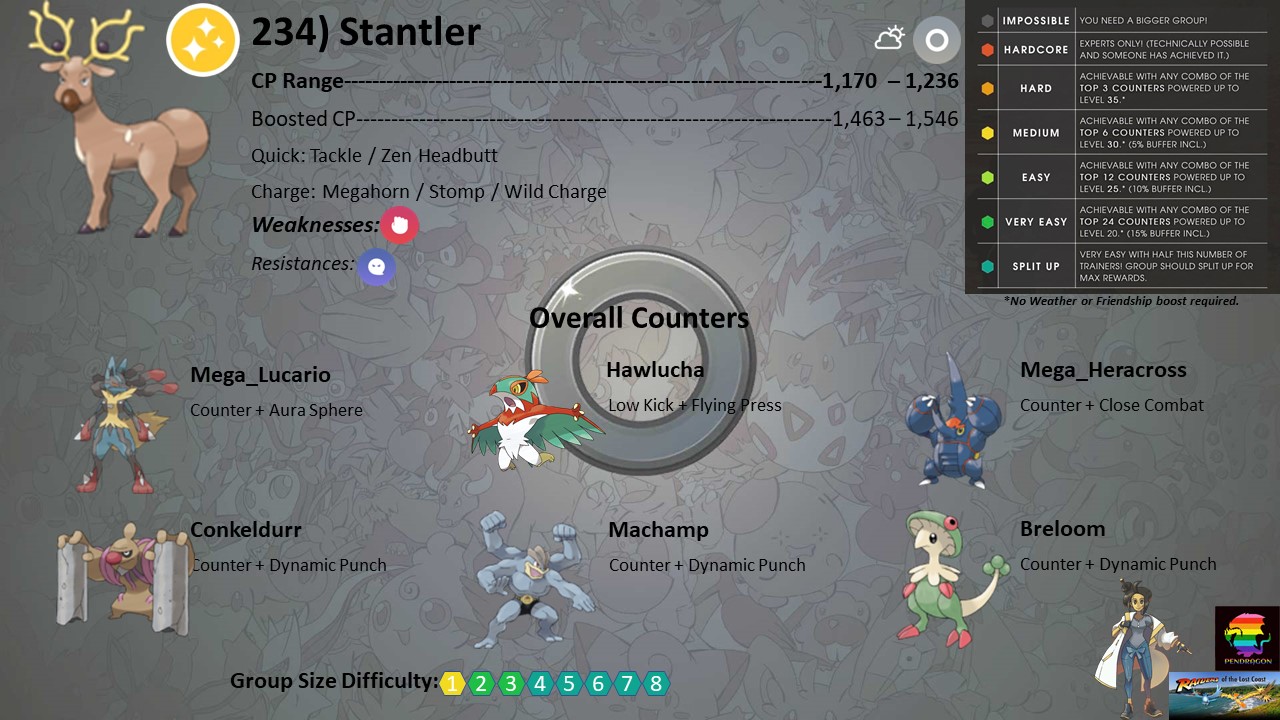 234) Stantler
CP Range--------------------------------------------------------------------1,170 – 1,236
Boosted CP--------------------------------------------------------------------1,463 – 1,546
Quick: Tackle / Zen Headbutt
Charge: Megahorn / Stomp / Wild Charge
Weaknesses:
Resistances:
IMPOSSIBLE YOU NEED A BIGGER GROUP!
HARDCORE EXPERTS ONLY! (TECHNICALLY POSSIBLE
AND SOMEONE HAS ACHIEVED IT.)
HARD ACHIEVABLE WITH ANY COMBO OF THE
TOP 3 COUNTERS POWERED UP TO
LEVEL 35.*
MEDIUM ACHIEVABLE WITH ANY COMBO OF THE
TOP 6 COUNTERS POWERED UP TO
LEVEL 30.* (5% BUFFER INCL.)
EASY ACHIEVABLE WITH ANY COMBO OF THE
TOP 12 COUNTERS POWERED UP TO
LEVEL 25.* (10% BUFFER INCL.)
VERY EASY ACHIEVABLE WITH ANY COMBO OF THE
TOP 24 COUNTERS POWERED UP TO
LEVEL 20.* (15% BUFFER INCL.)
SPLIT UP VERY EASY WITH HALF THIS NUMBER OF
TRAINERS! GROUP SHOULD SPLIT UP FOR
MAX REWARDS.
*No Weather or Friendship boost required.
Overall Counters
Mega_Lucario
Counter + Aura Sphere
Hawlucha
Low Kick + Flying Press
Mega_Heracross
Counter + Close Combat
Conkeldurr
Counter + Dynamic Punch
Machamp
Counter + Dynamic Punch
Breloom
Counter + Dynamic Punch
Group Size Difficulty: 1 2 3 4 5 6 7 8
PENDRAGON
RAIDERS of the Lost Coast